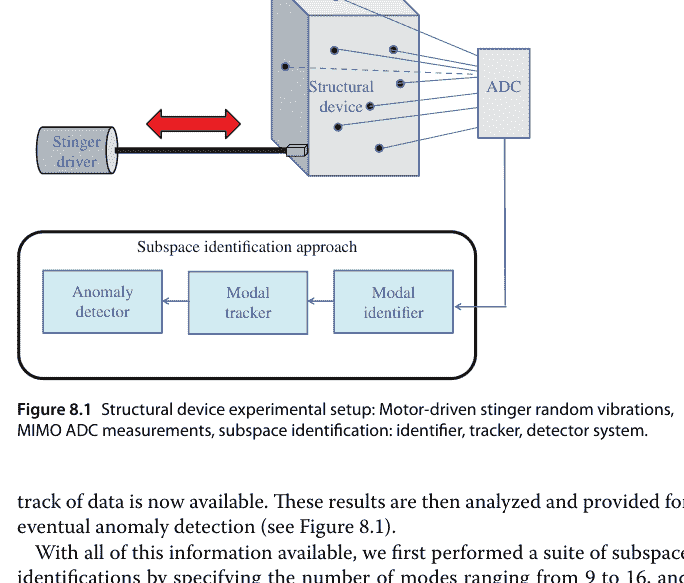 Structural
device
ADC
Stinger
driver
Subspace identification approach
Anomaly
detector
Modal
tracker
Modal
identifier
Figure 8.1 Structural device experimental setup: Motor-driven stinger random vibrations,
MIMO ADC measurements, subspace identification: identifier, tracker, detector system.
track of data is now available. These results are then analyzed and provided for
eventual anomaly detection (see Figure 8.1).
With all of this information available, we first performed a suite of subspace
identifications by specifying the number of modes ranging from 9 to 16, and